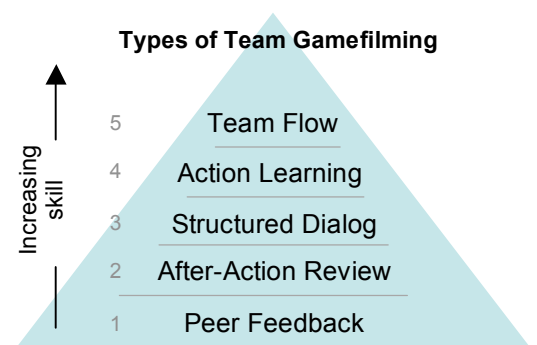 Types of Team Gamefilming
Increasing
skill
5 Team Flow
4 Action Learning
3 Structured Dialog
2 After-Action Review
1 Peer Feedback